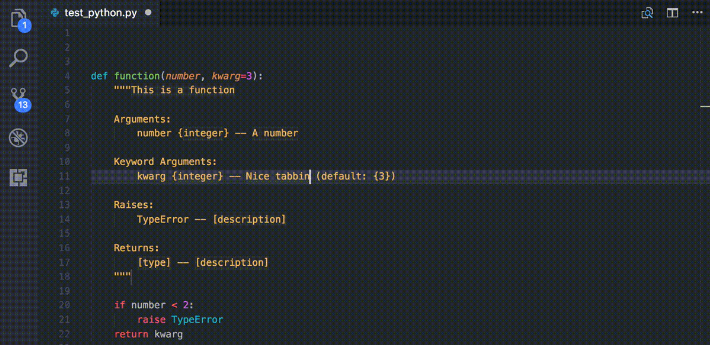 test_python.py
1
1
2
3
4 def function(number, kwarg=3):
5 """This is a function
6
7 Arguments:
8 number {integer} –– A number
9
10 Keyword Arguments:
11 kwarg {integer} –– Nice tabbin (default: {3})
12
13 Raises:
14 TypeError –– [description]
15
16 Returns:
17 [type] –– [description]
18 """
19
20 if number < 2:
21 raise TypeError
22 return kwarg
13